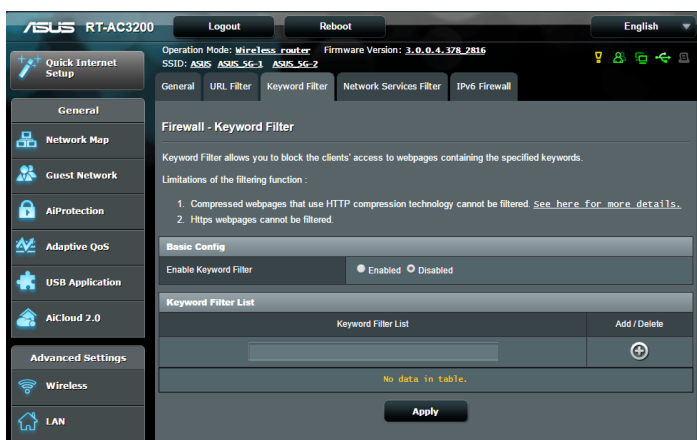 ASUS RT-AC3200 Logout Reboot English
Quick Internet Setup
General
Network Map
Guest Network
AiProtection
Adaptive QoS
USB Application
AiCloud 2.0
Advanced Settings
Wireless
LAN
Operation Mode: Wireless router Firmware Version: 3.0.0.4.378_2816
SSID: ASUS ASUS_5G-1 ASUS_5G-2
General URL Filter Keyword Filter Network Services Filter IPv6 Firewall
Firewall - Keyword Filter
Keyword Filter allows you to block the clients' access to webpages containing the specified keywords.
Limitations of the filtering function :
1. Compressed webpages that use HTTP compression technology cannot be filtered. See here for more details.
2. Https webpages cannot be filtered.
Basic Config
Enable Keyword Filter Enabled Disabled
Keyword Filter List
Keyword Filter List Add / Delete
No data in table.
Apply